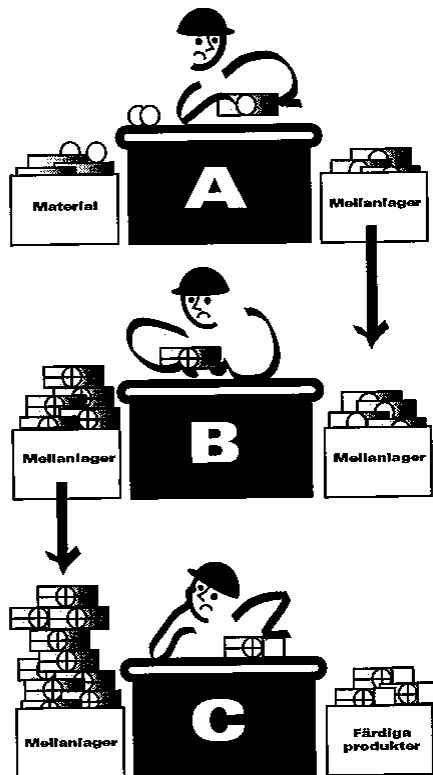 Material
A
Mellanlager
Mellanlager
B
Mellanlager
Mellanlager
C
Färdiga
produkter